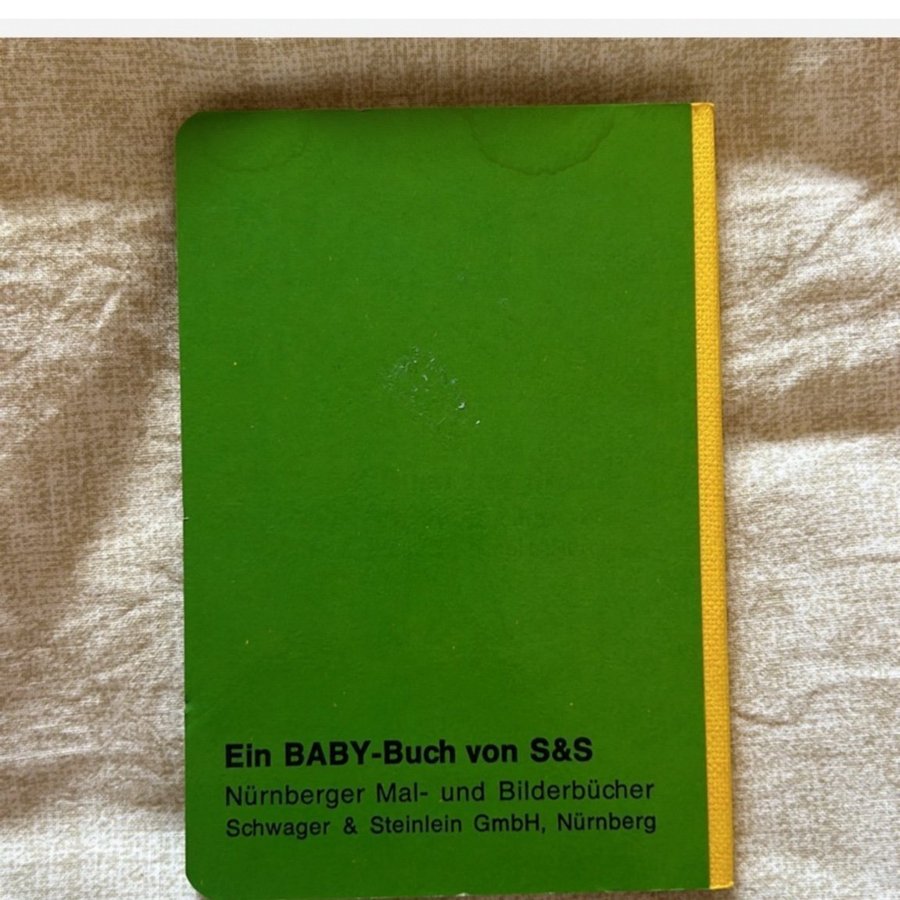 Ein BABY-Buch von S&S
Nürnberger Mal- und Bilderbücher
Schwager & Steinlein GmbH, Nürnberg